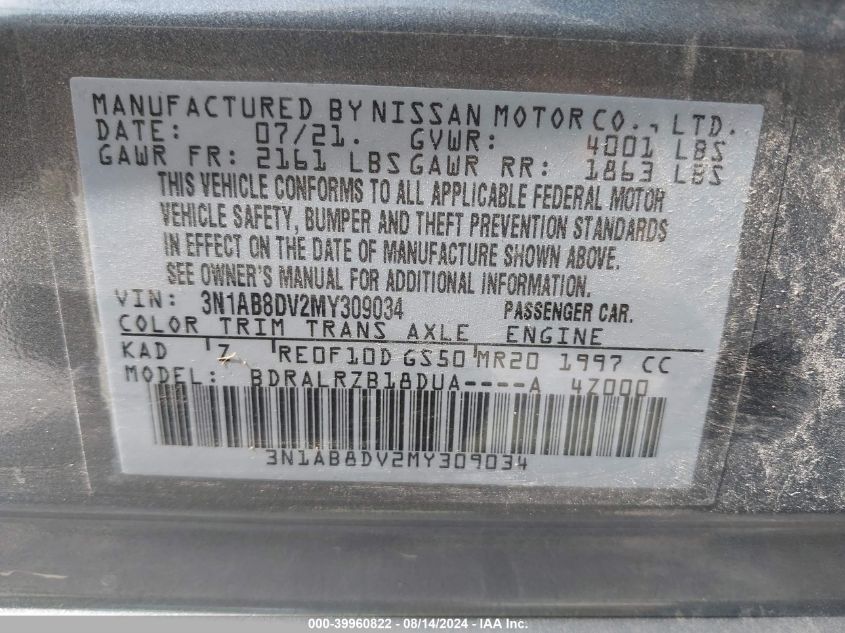 MANUFACTURED BY NISSAN MOTOR CO., LTD.
DATE: 07/21. GVWR: 4001 LBS
GAWR FR: 2161 LBS GAWR RR: 1863 LBS
THIS VEHICLE CONFORMS TO ALL APPLICABLE FEDERAL MOTOR
VEHICLE SAFETY, BUMPER AND THEFT PREVENTION STANDARDS
IN EFFECT ON THE DATE OF MANUFACTURE SHOWN ABOVE.
SEE OWNER'S MANUAL FOR ADDITIONAL INFORMATION.
VIN: 3N1AB8DV2MY309034 PASSENGER CAR.
COLOR TRIM TRANS AXLE ENGINE
KAD Z RE0F10D GS50 MR20 1997 CC
MODEL: BDRALRZB18DUA----A 4Z000
3N1AB8DV2MY309034
000-39960822 - 08/14/2024 - IAA Inc.